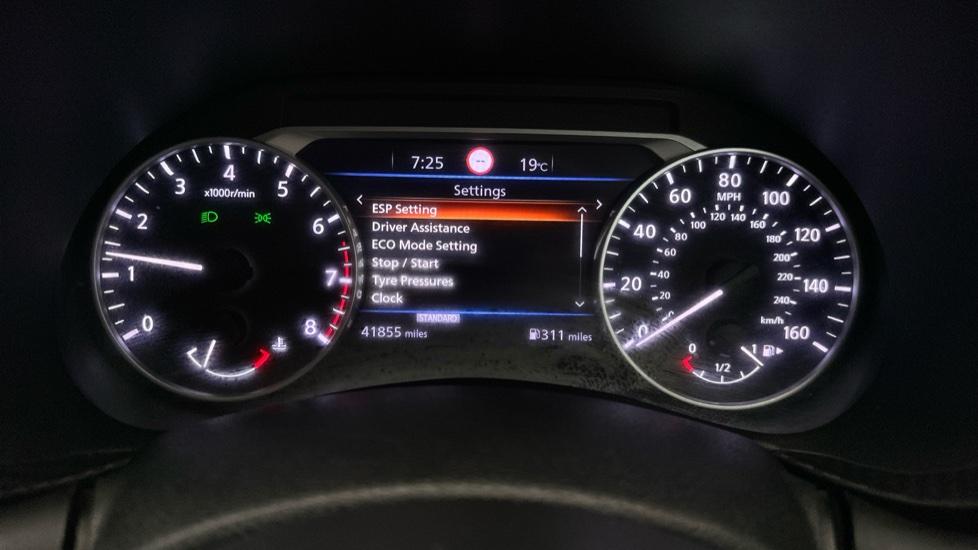 7:25
--
19°C
Settings
ESP Setting
Driver Assistance
ECO Mode Setting
Stop / Start
Tyre Pressures
Clock
STANDARD
41855 miles
311 miles
x1000r/min
0
1
2
3
4
5
6
7
8
MPH
0
20
40
60
80
100
120
140
160
20
40
60
80
100
120
140
160
180
200
220
240
km/h
0
1/2
1